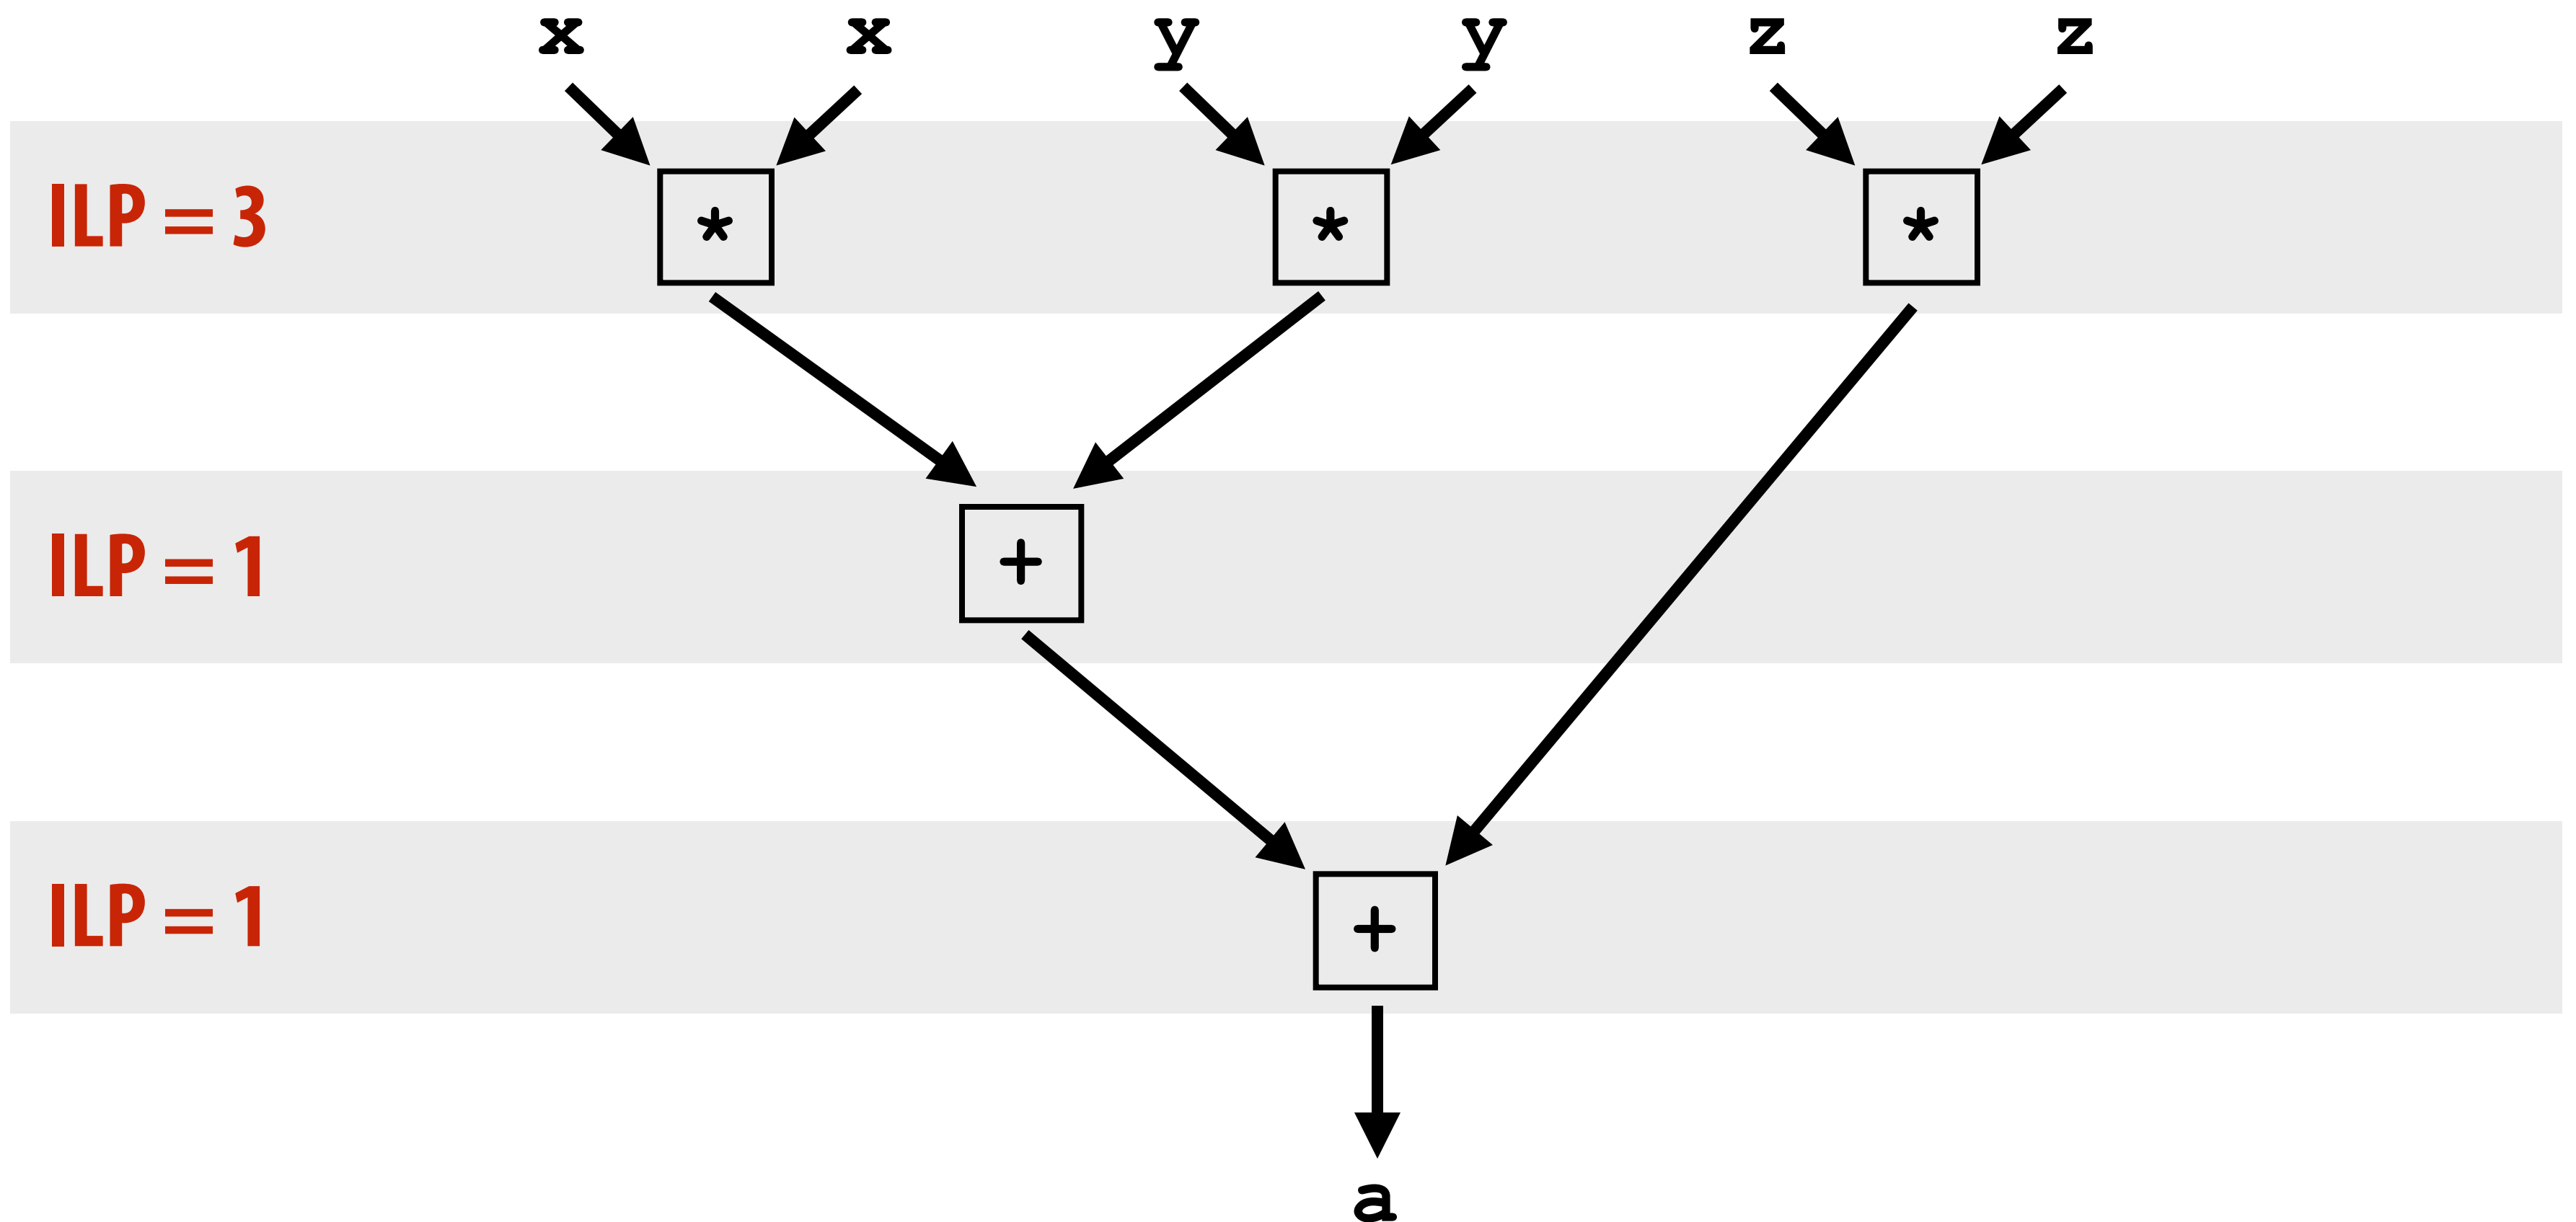 x x y y z z
ILP = 3 * * *
ILP = 1 +
ILP = 1 +
a